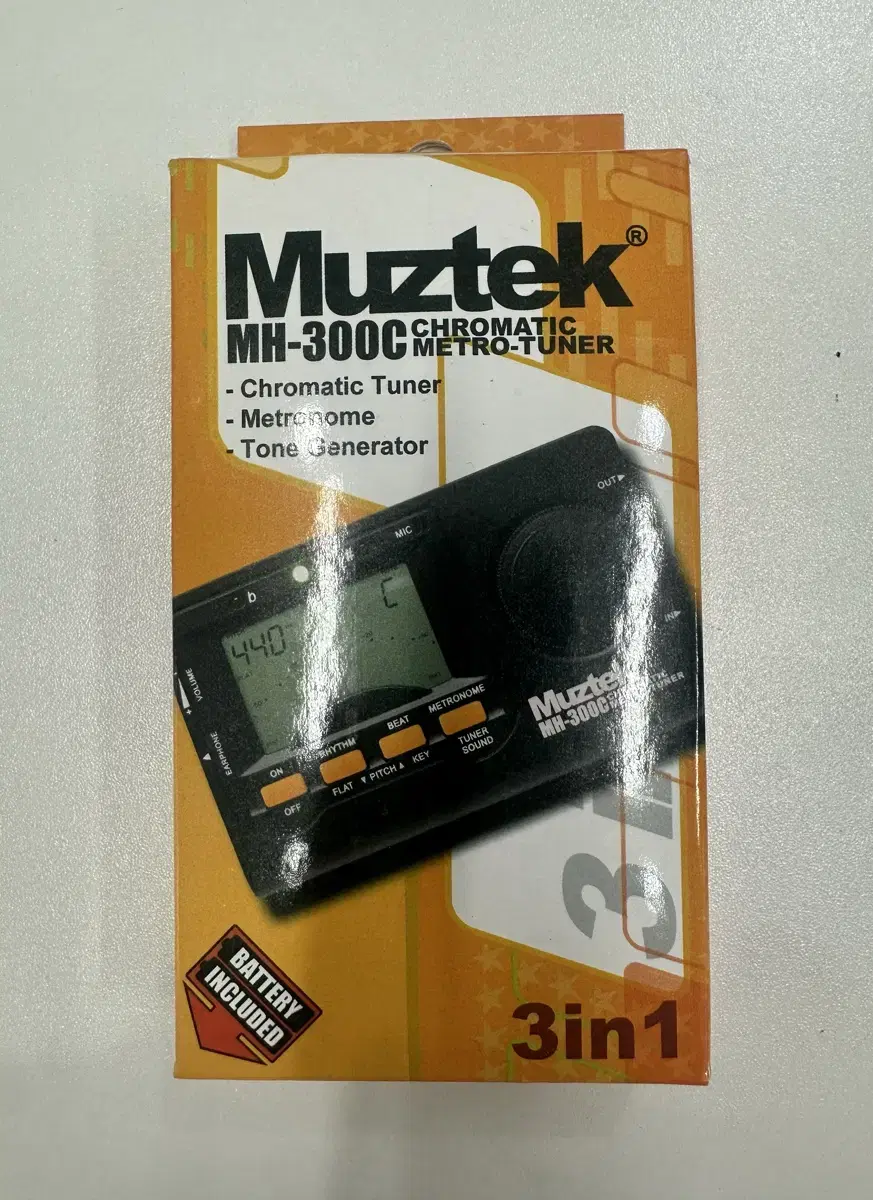 Muztek®
MH-300C CHROMATIC METRO-TUNER
- Chromatic Tuner
- Metronome
- Tone Generator
OUT▶
MIC
b
C
440
IN▶
VOLUME
+
EARPHONE
Muztek
MH-300C
TUNER
ON
RHYTHM
BEAT
METRONOME
OFF
FLAT
▼ PITCH ▲
KEY
TUNER
SOUND
BATTERY
INCLUDED
3in1